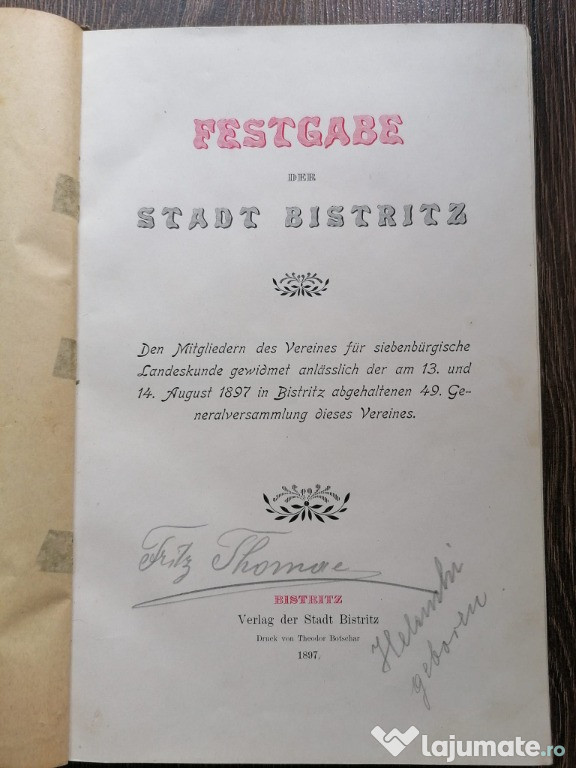 FESTGABE
DER
STADT BISTRITZ
Den Mitgliedern des Vereines für siebenbürgische
Landeskunde gewidmet anlässlich der am 13. und
14. August 1897 in Bistritz abgehaltenen 49. Ge-
neralversammlung dieses Vereines.
Fritz Thomae
BISTRITZ
Verlag der Stadt Bistritz
Druck von Theodor Botschar
1897.
geboren
lajumate.ro